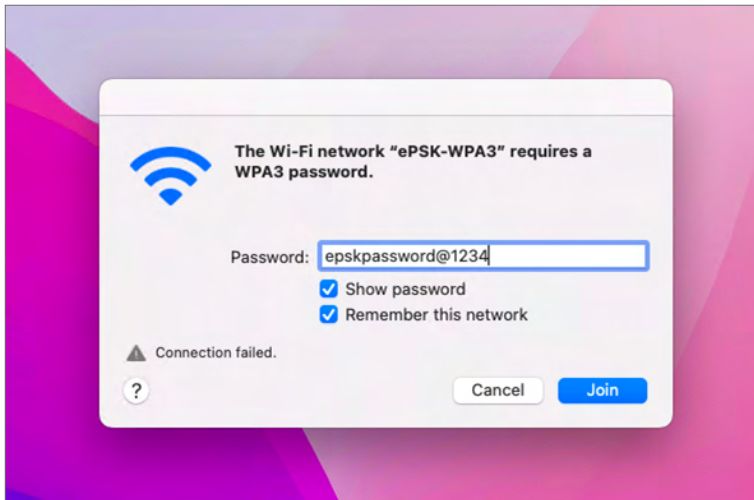 The Wi-Fi network “ePSK-WPA3” requires a
WPA3 password.
Password: epskpassword@1234
Show password
Remember this network
Connection failed.
? Cancel Join